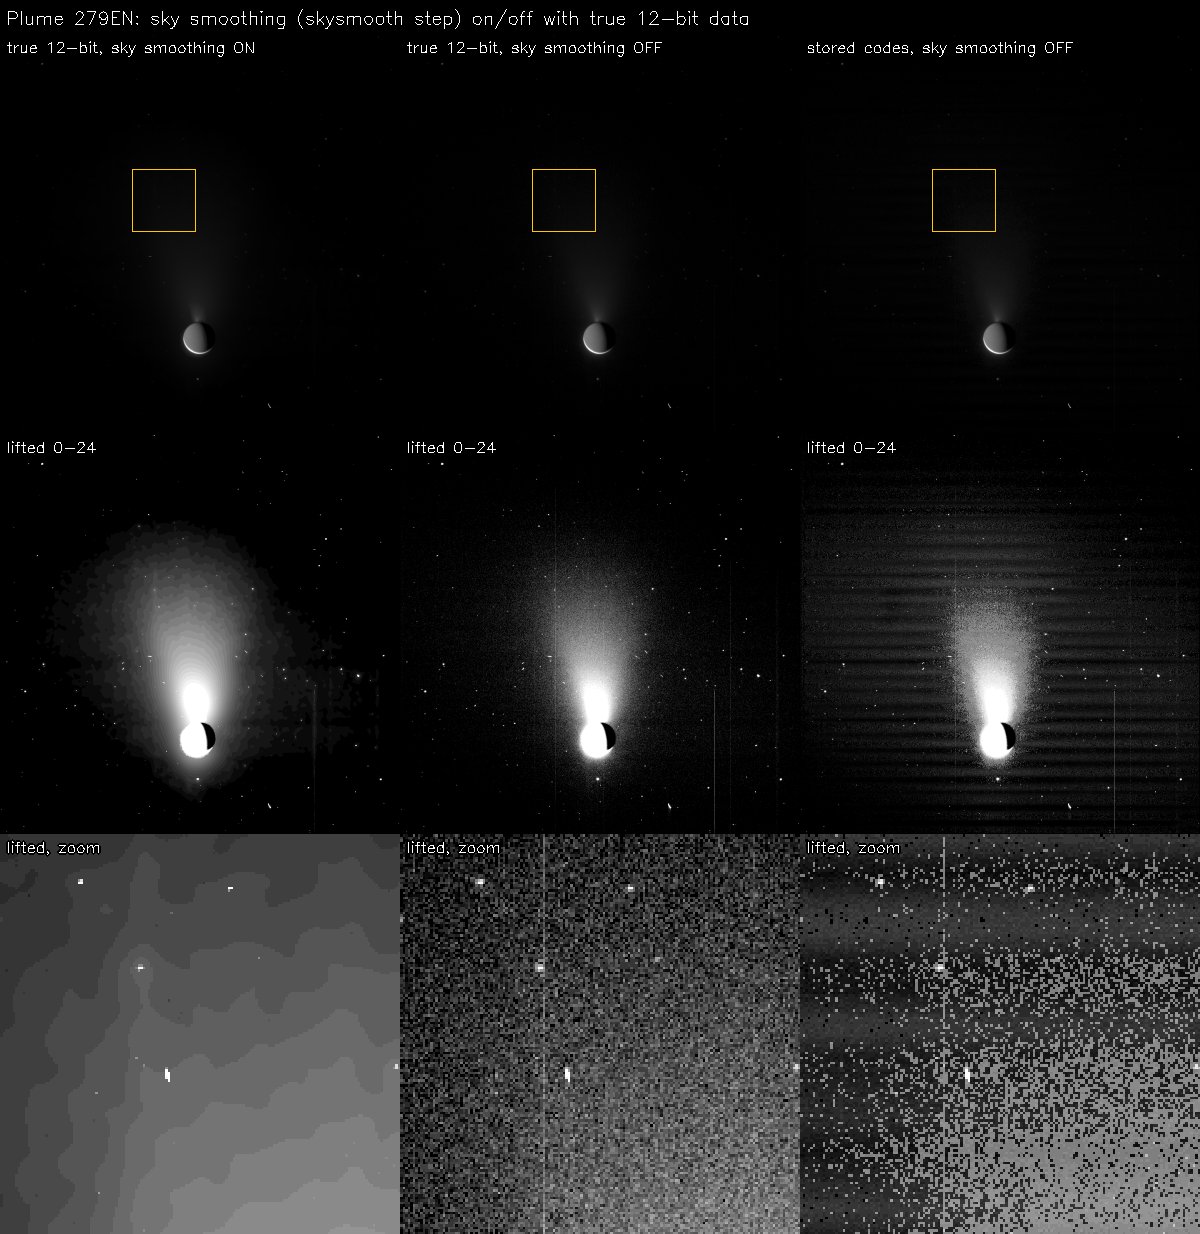 Plume 279EN: sky smoothing (skysmooth step) on/off with true 12-bit data
true 12-bit, sky smoothing ON
true 12-bit, sky smoothing OFF
stored codes, sky smoothing OFF
lifted 0-24
lifted 0-24
lifted 0-24
lifted, zoom
lifted, zoom
lifted, zoom